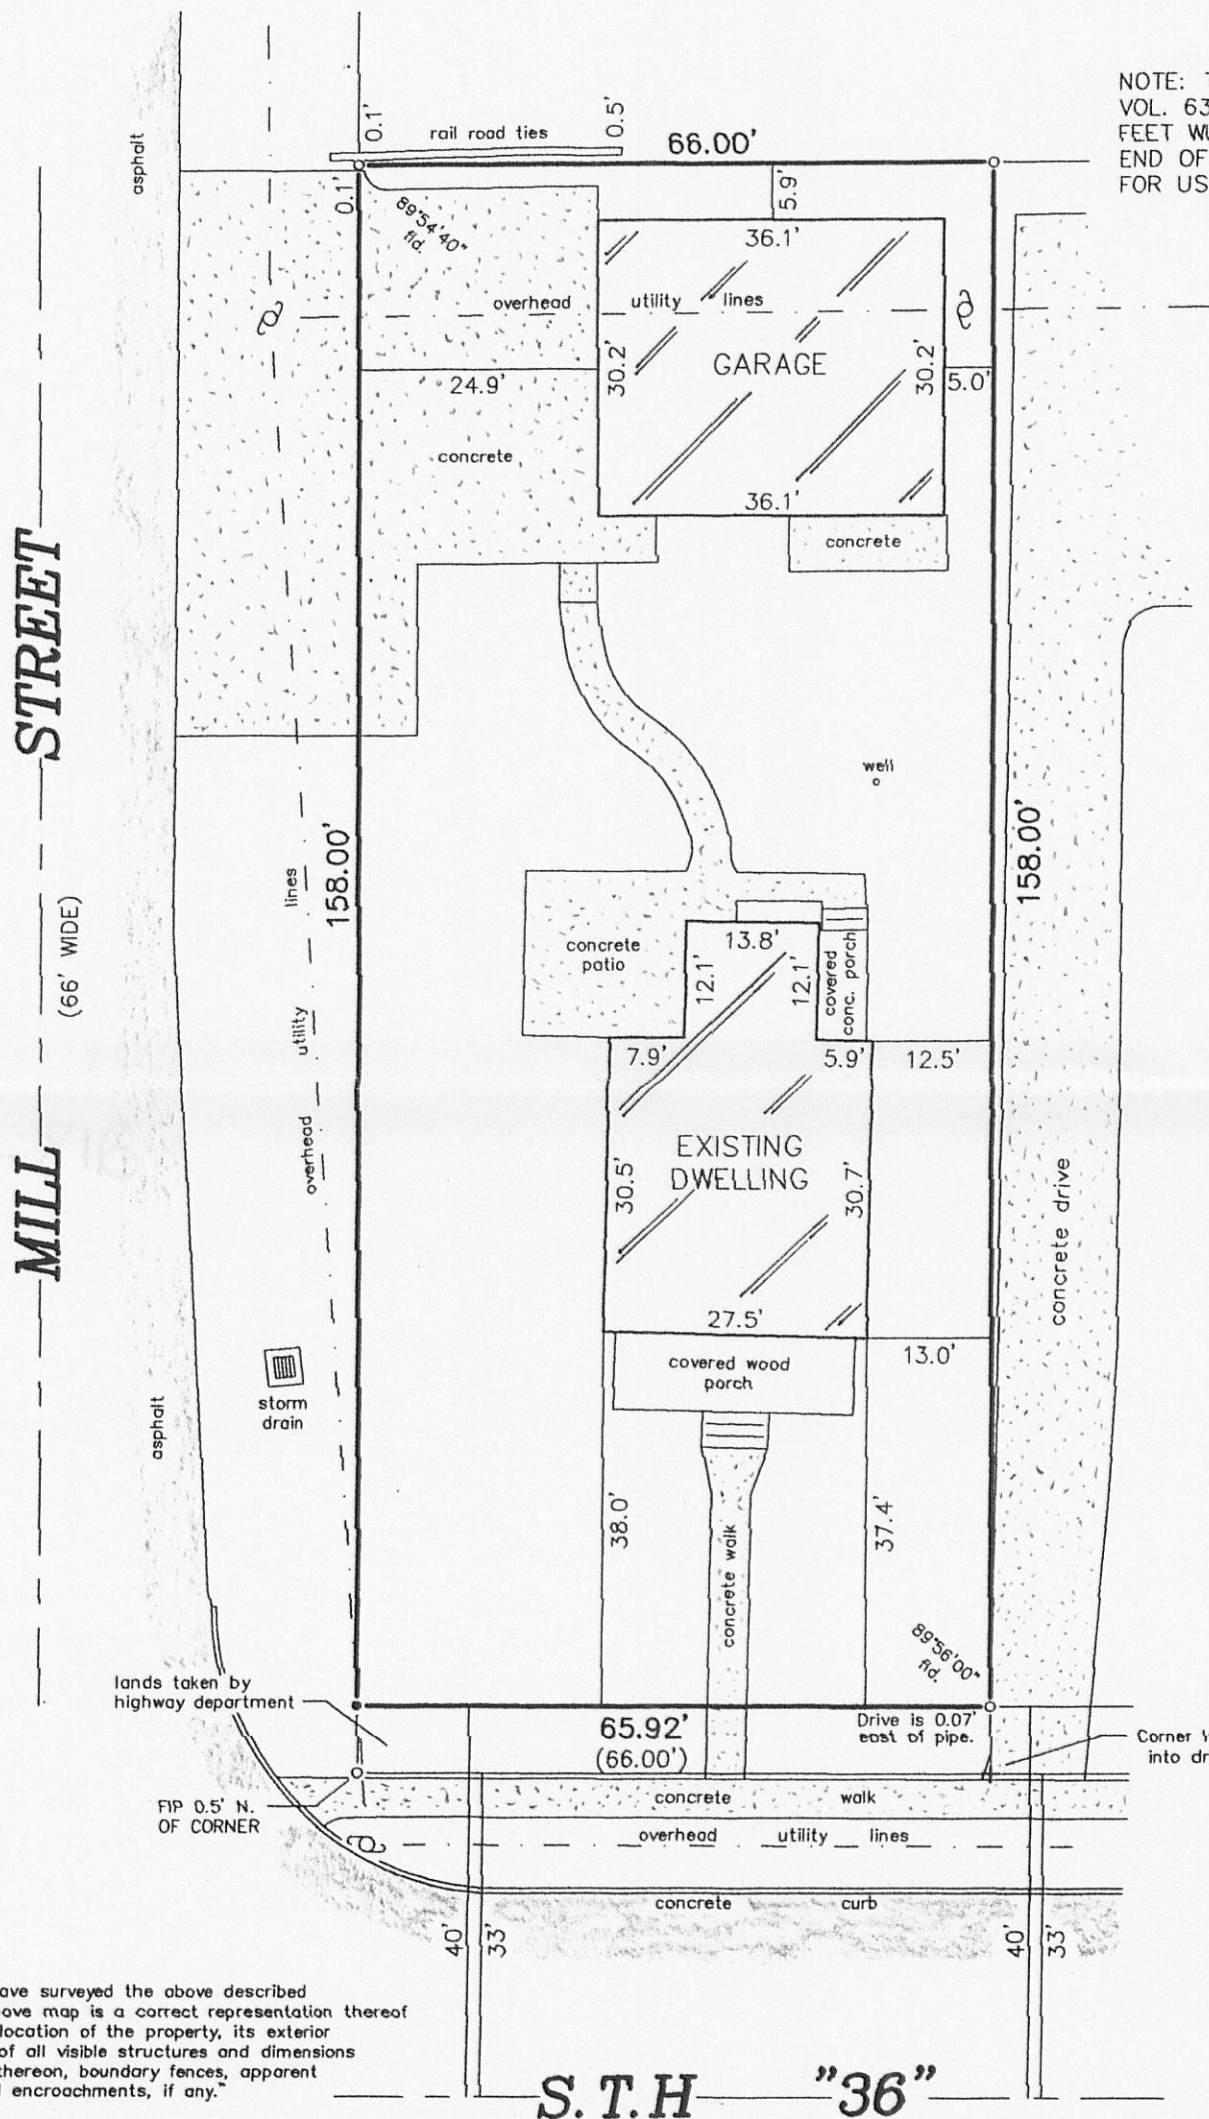 NOTE:
VOL. 63
FEET
END OF
FOR US
asphalt
0.1'
rail road ties
0.5'
66.00'
0.1'
89°54'40"
fld.
5.9'
36.1'
overhead utility lines
GARAGE
30.2'
30.2'
5.0'
24.9'
concrete
36.1'
concrete
MILL STREET
(66' WIDE)
well
158.00'
158.00'
overhead utility lines
concrete
patio
13.8'
12.1'
12.1'
covered
conc. porch
7.9'
5.9'
12.5'
EXISTING
DWELLING
30.5'
30.7'
concrete drive
27.5'
covered wood
porch
13.0'
storm
drain
asphalt
38.0'
37.4'
concrete walk
89°56'00"
fld.
lands taken by
highway department
65.92'
(66.00')
Drive is 0.07'
east of pipe.
Corner
into
FIP 0.5' N.
OF CORNER
concrete walk
overhead utility lines
concrete curb
40'
33'
40'
33'
ave surveyed the above described
ove map is a correct representation thereof
location of the property, its exterior
of all visible structures and dimensions
thereon, boundary fences, apparent
encroachments, if any."
S.T.H "36"